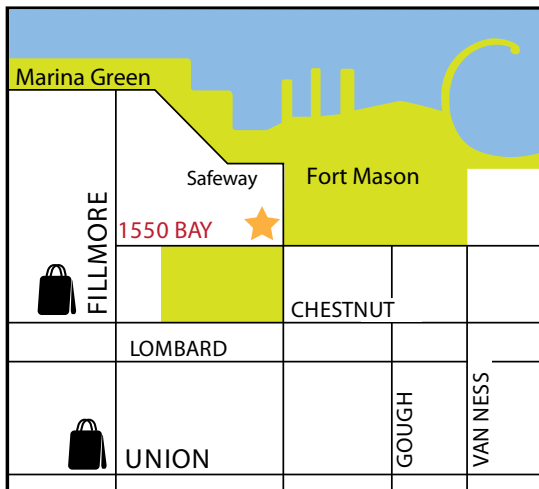 Marina Green
Safeway
Fort Mason
1550 BAY
FILLMORE
CHESTNUT
LOMBARD
GOUGH
VAN NESS
UNION